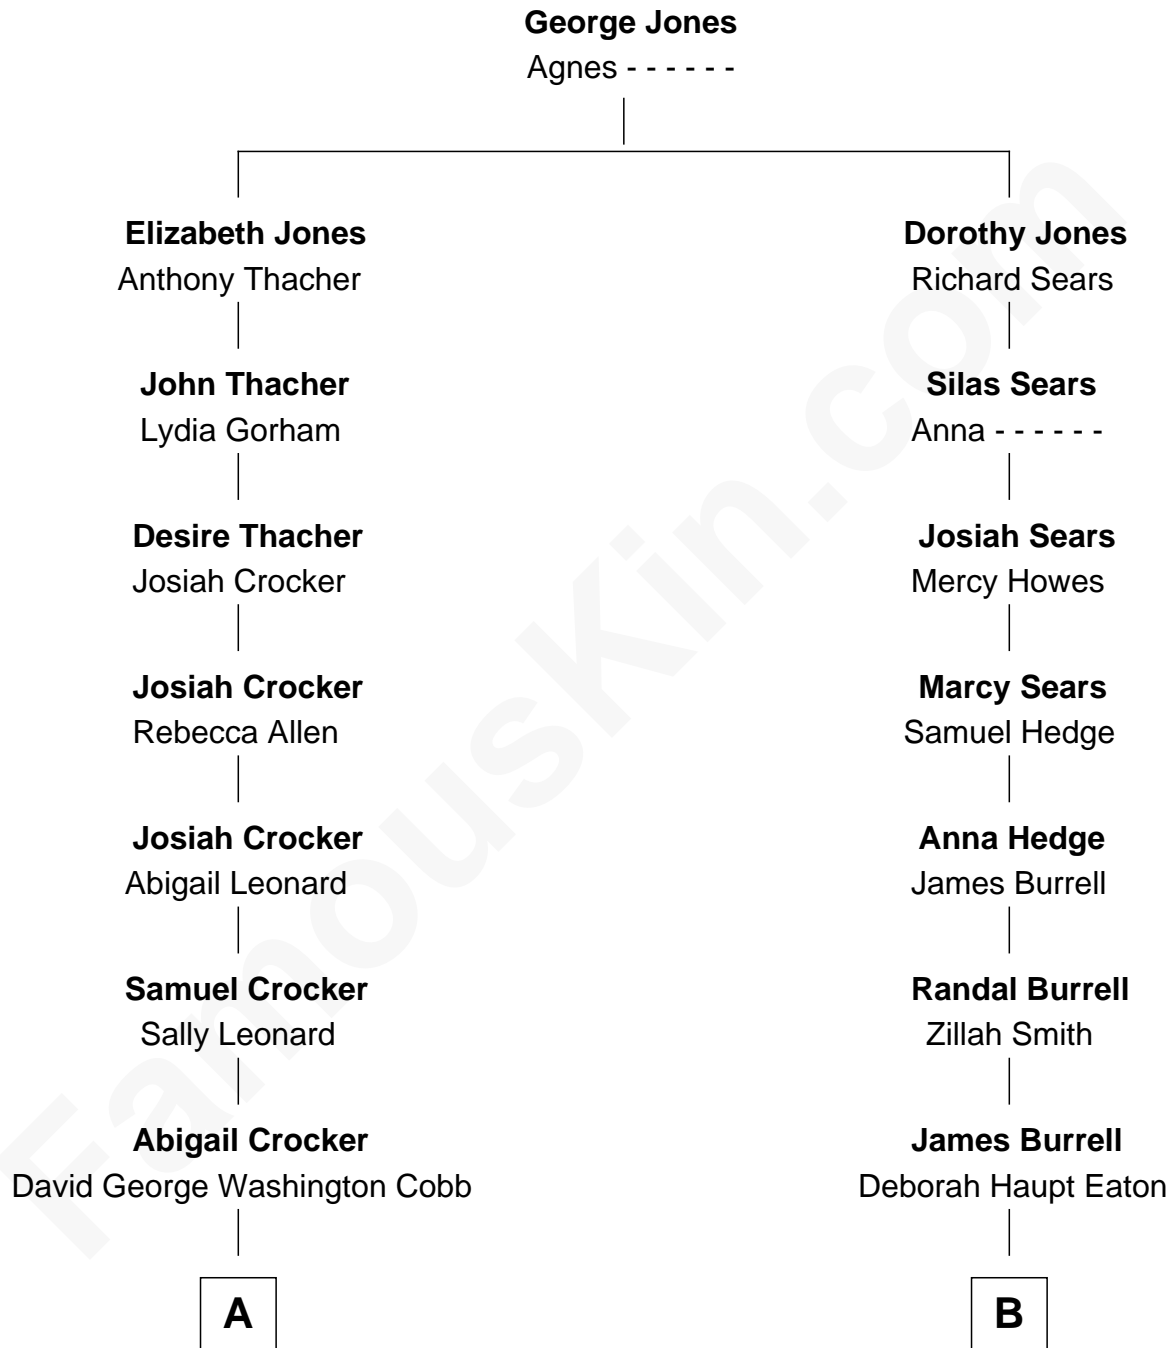 George Jones
Agnes - - - - - -
Elizabeth Jones
Anthony Thacher
Dorothy Jones
Richard Sears
John Thacher
Lydia Gorham
Silas Sears
Anna - - - - - -
Desire Thacher
Josiah Crocker
Josiah Sears
Mercy Howes
Josiah Crocker
Rebecca Allen
Marcy Sears
Samuel Hedge
Josiah Crocker
Abigail Leonard
Anna Hedge
James Burrell
Samuel Crocker
Sally Leonard
Randal Burrell
Zillah Smith
Abigail Crocker
David George Washington Cobb
James Burrell
Deborah Haupt Eaton
A
B
FamousKin.com